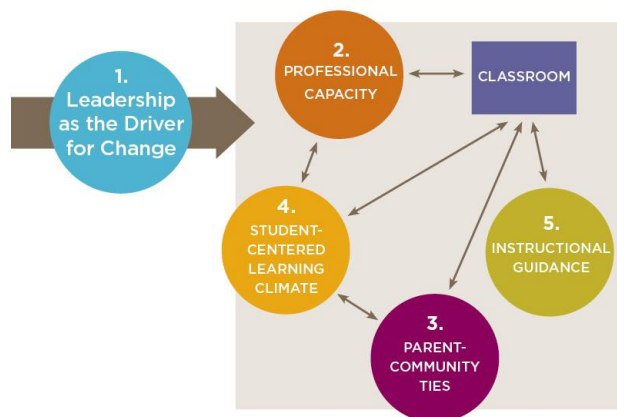 1.
Leadership
as the Driver
for Change
2.
PROFESSIONAL
CAPACITY
CLASSROOM
4.
STUDENT-
CENTERED
LEARNING
CLIMATE
5.
INSTRUCTIONAL
GUIDANCE
3.
PARENT-
COMMUNITY
TIES